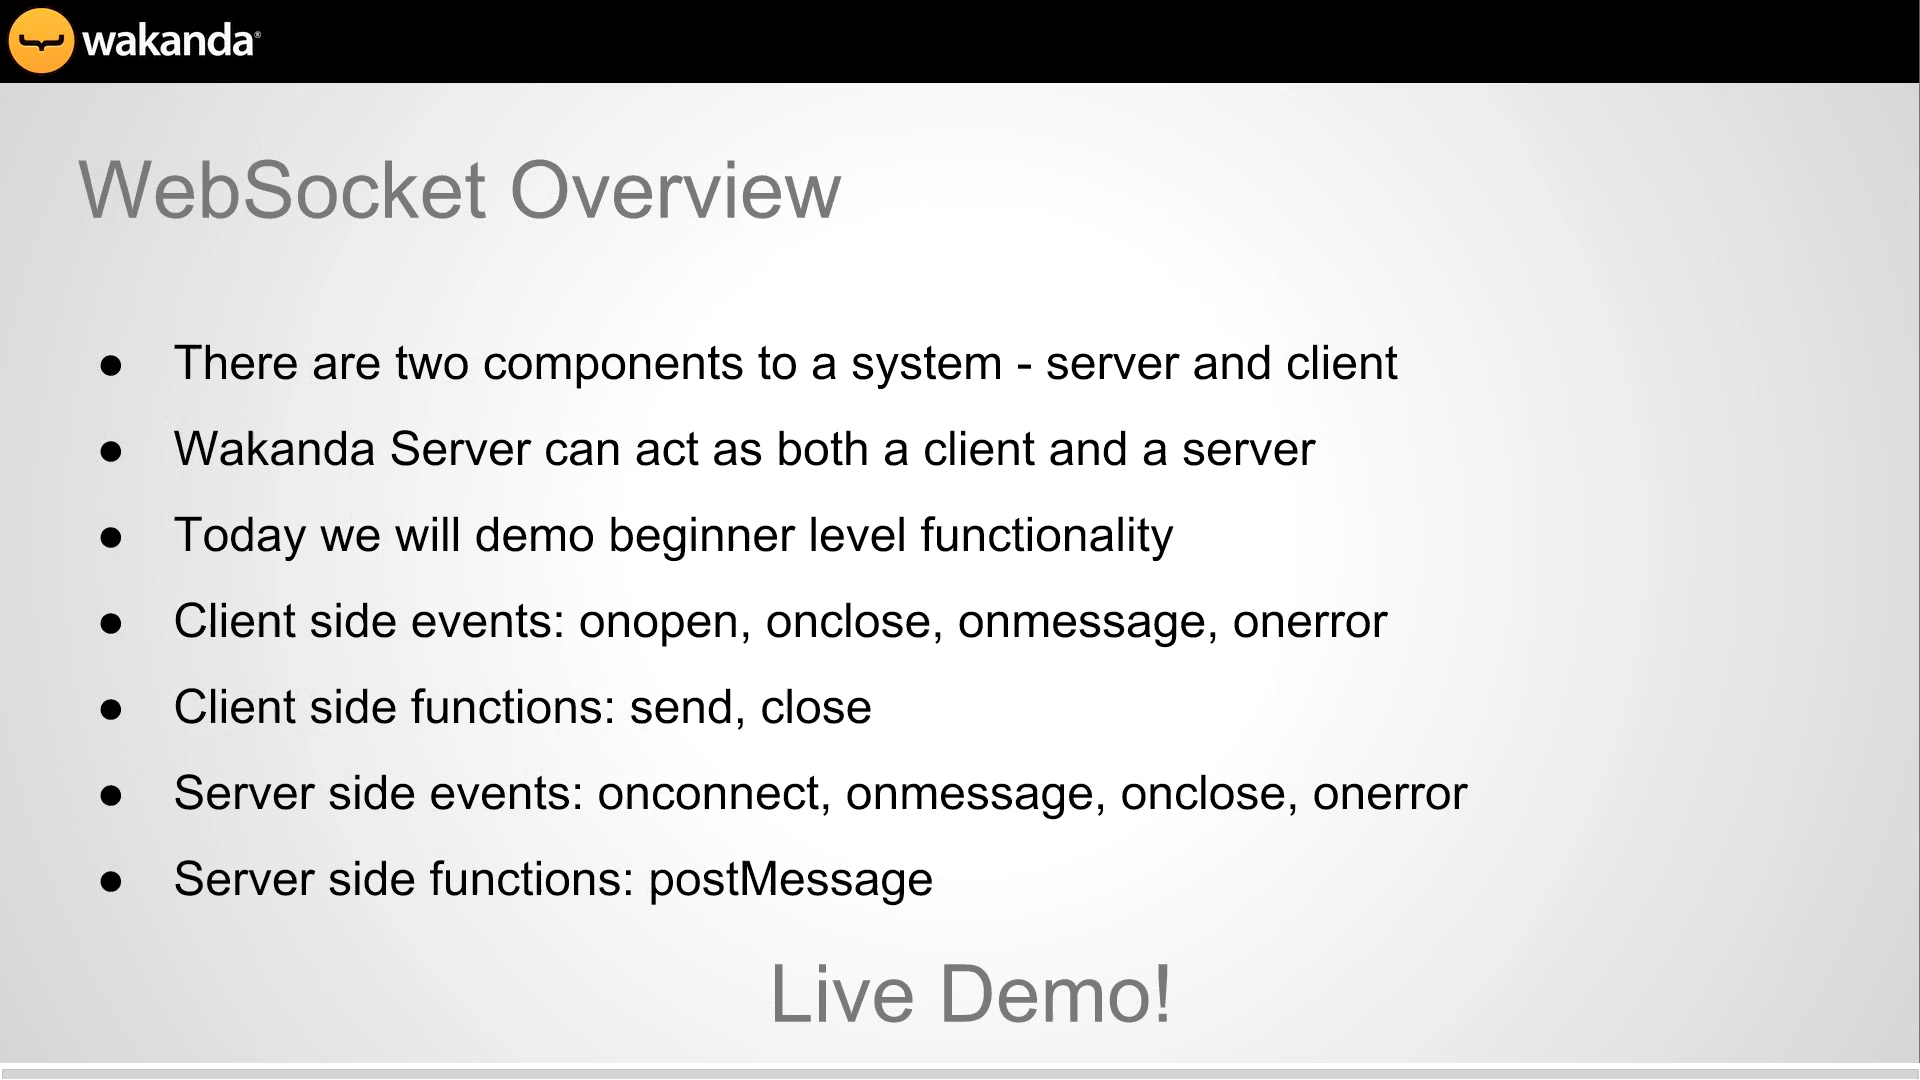 wakanda®
WebSocket Overview
● There are two components to a system - server and client
● Wakanda Server can act as both a client and a server
● Today we will demo beginner level functionality
● Client side events: onopen, onclose, onmessage, onerror
● Client side functions: send, close
● Server side events: onconnect, onmessage, onclose, onerror
● Server side functions: postMessage
Live Demo!